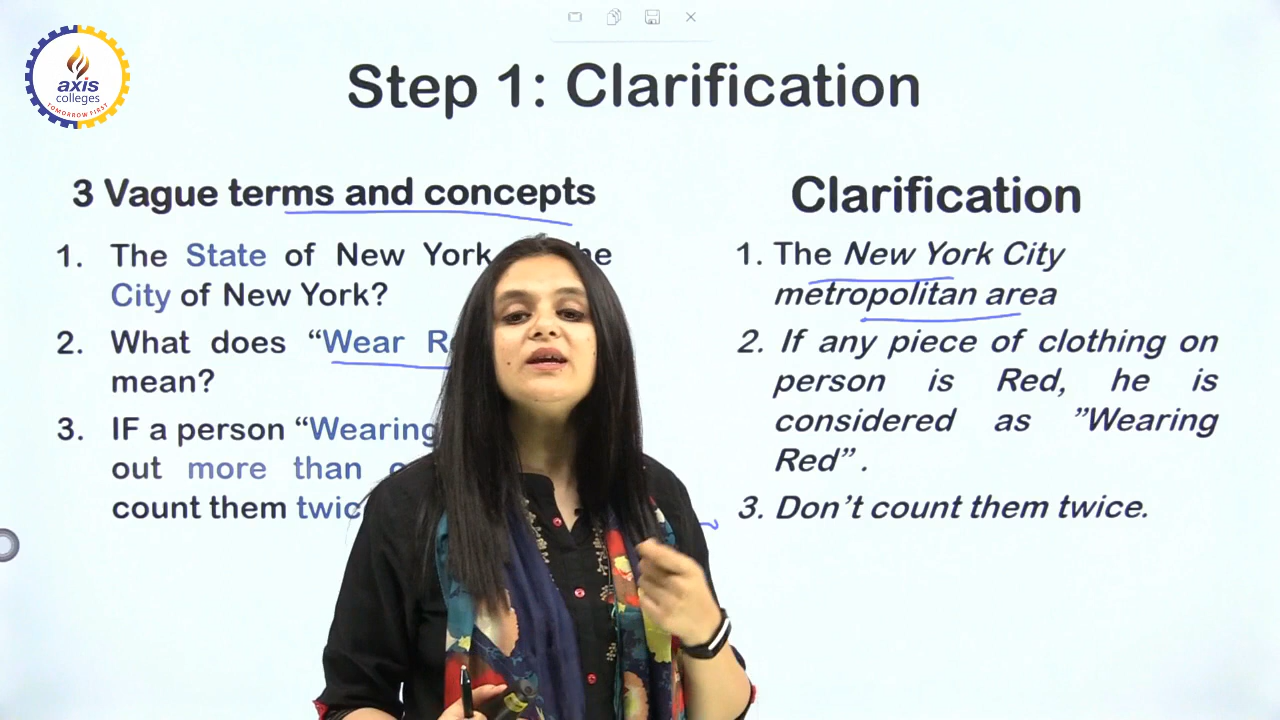 axis
colleges
TOMORROW FIRST
Step 1: Clarification
3 Vague terms and concepts
1. The State of New York
City of New York?
2. What does “Wear
mean?
3. IF a person “Wearing
out more than
count them
Clarification
1. The New York City
metropolitan area
2. If any piece of clothing on
person is Red, he is
considered as ”Wearing
Red” .
3. Don’t count them twice.